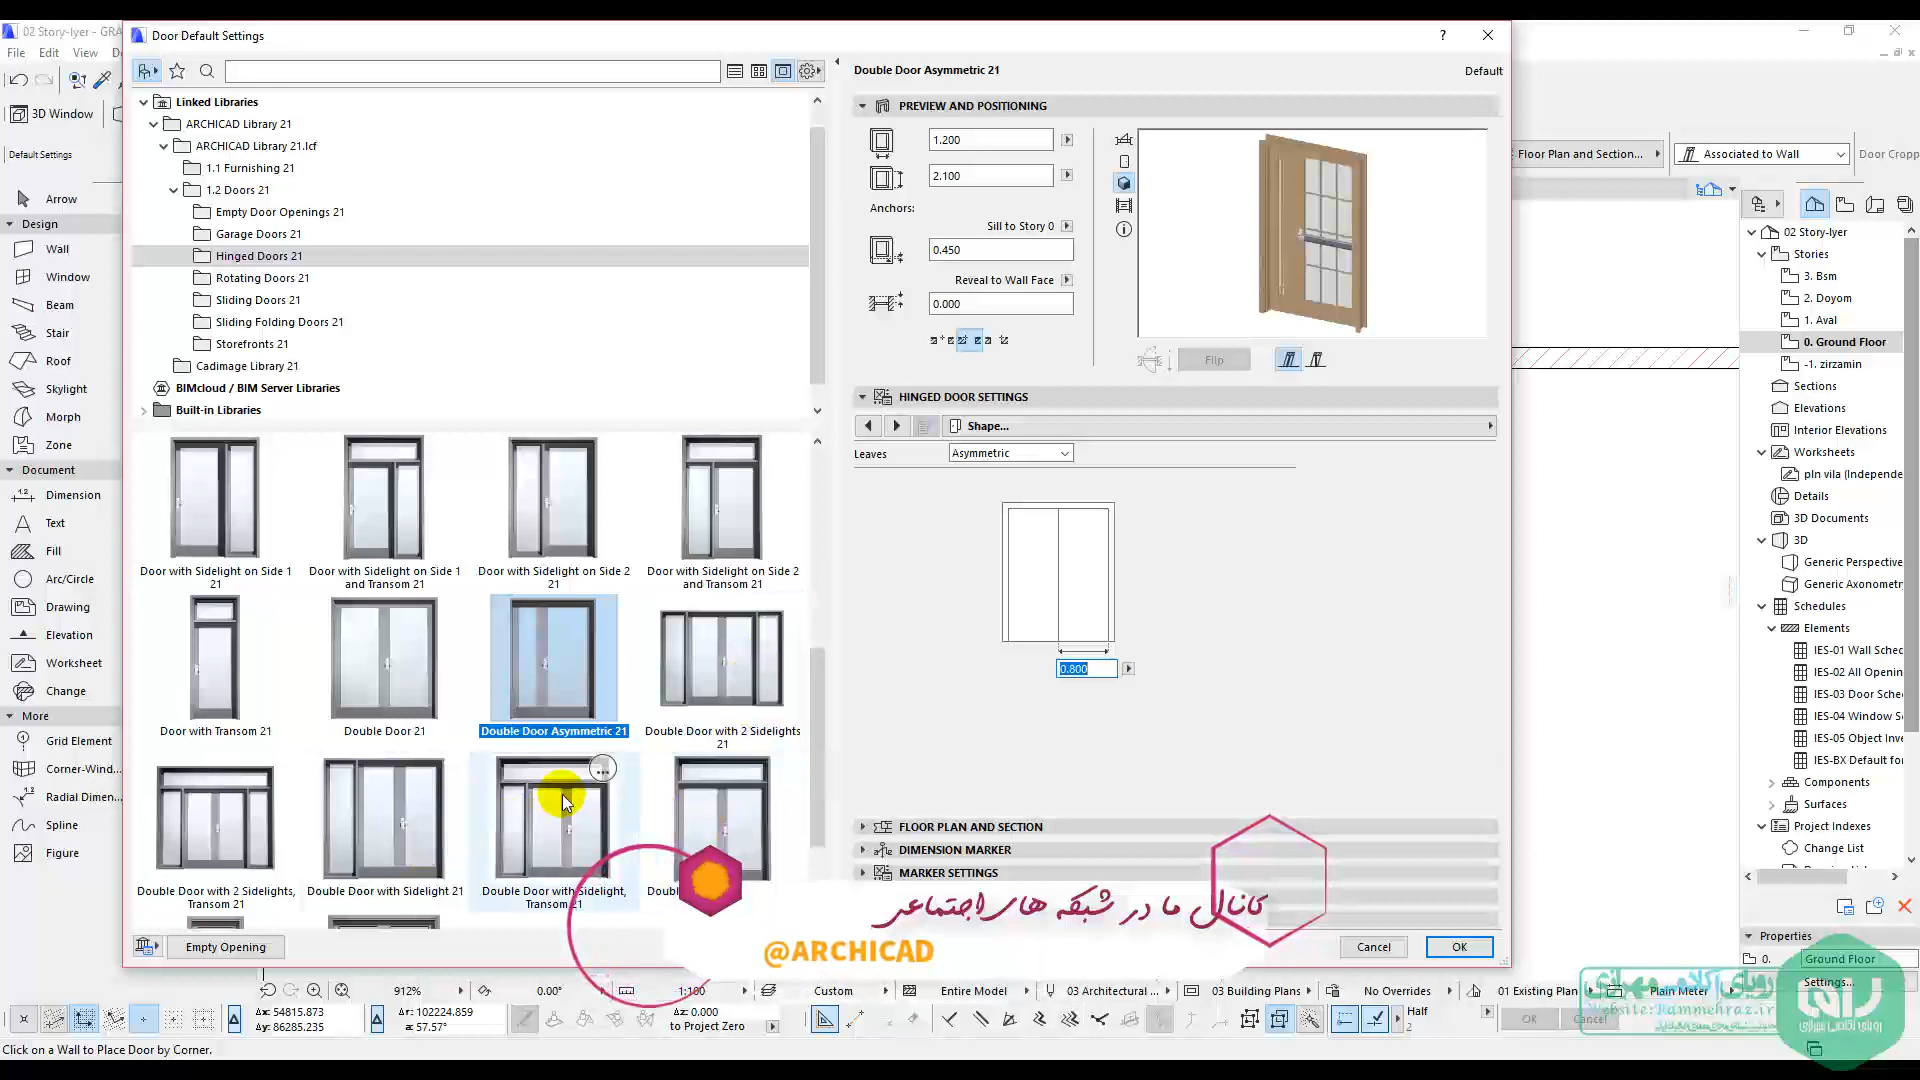 02 Story-lyer - GRA
Door Default Settings
File Edit View D
3D Window
Default Settings
Arrow
Design
Wall
Window
Beam
Stair
Roof
Skylight
Morph
Zone
Document
Dimension
Text
Fill
Arc/Circle
Drawing
Elevation
Worksheet
Change
More
Grid Element
Corner-Wind...
Radial Dimen...
Spline
Figure
Linked Libraries
ARCHICAD Library 21
ARCHICAD Library 21.lcf
1.1 Furnishing 21
1.2 Doors 21
Empty Door Openings 21
Garage Doors 21
Hinged Doors 21
Rotating Doors 21
Sliding Doors 21
Sliding Folding Doors 21
Storefronts 21
Cadimage Library 21
BIMcloud / BIM Server Libraries
Built-in Libraries
Door with Sidelight on Side 1 21
Door with Sidelight on Side 1 and Transom 21
Door with Sidelight on Side 2 21
Door with Sidelight on Side 2 and Transom 21
Door with Transom 21
Double Door 21
Double Door Asymmetric 21
Double Door with 2 Sidelights 21
Double Door with 2 Sidelights, Transom 21
Double Door with Sidelight 21
Double Door with Sidelight, Transom 21
Empty Opening
Double Door Asymmetric 21
Default
PREVIEW AND POSITIONING
1.200
2.100
Anchors:
Sill to Story 0
0.450
Reveal to Wall Face
0.000
Flip
HINGED DOOR SETTINGS
Shape...
Leaves Asymmetric
0.800
FLOOR PLAN AND SECTION
DIMENSION MARKER
MARKER SETTINGS
کانال ما در شبکه های اجتماعی
@ARCHICAD
Cancel OK
Floor Plan and Section...
Associated to Wall
Door Cropp
02 Story-lyer
Stories
3. Bsm
2. Doyom
1. Aval
0. Ground Floor
-1. zirzamin
Sections
Elevations
Interior Elevations
Worksheets
pln vila (Independe
Details
3D Documents
3D
Generic Perspective
Generic Axonometr
Schedules
Elements
IES-01 Wall Sched
IES-02 All Opening
IES-03 Door Sche
IES-04 Window S
IES-05 Object Inve
IES-BX Default fo
Components
Surfaces
Project Indexes
Change List
Properties
0. Ground Floor
Settings...
912% 0.00° 1:100 Custom Entire Model 03 Architectural ... 03 Building Plans No Overrides 01 Existing Plan Plain Meter
Δx: 54815.873
Δy: 86285.235
Δr: 102224.859
a: 57.57°
Δz: 0.000
to Project Zero
Half
2
OK Cancel
Click on a Wall to Place Door by Corner.